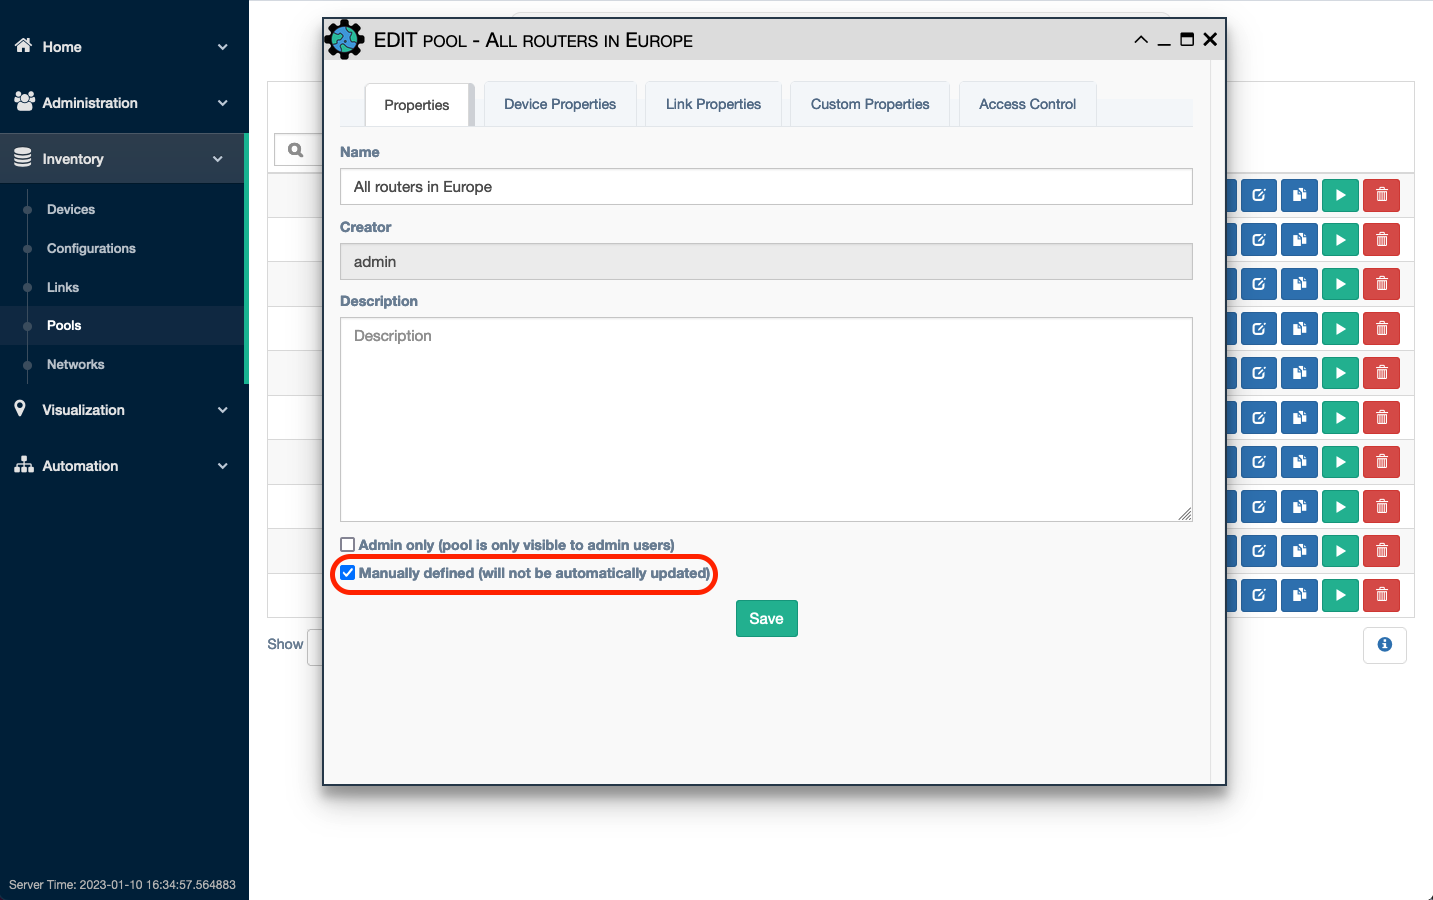 Home
Administration
Inventory
Devices
Configurations
Links
Pools
Networks
Visualization
Automation
Server Time: 2023-01-10 16:34:57.564883
EDIT POOL - ALL ROUTERS IN EUROPE
Properties
Device Properties
Link Properties
Custom Properties
Access Control
Name
All routers in Europe
Creator
admin
Description
Description
Admin only (pool is only visible to admin users)
Manually defined (will not be automatically updated)
Save
Show